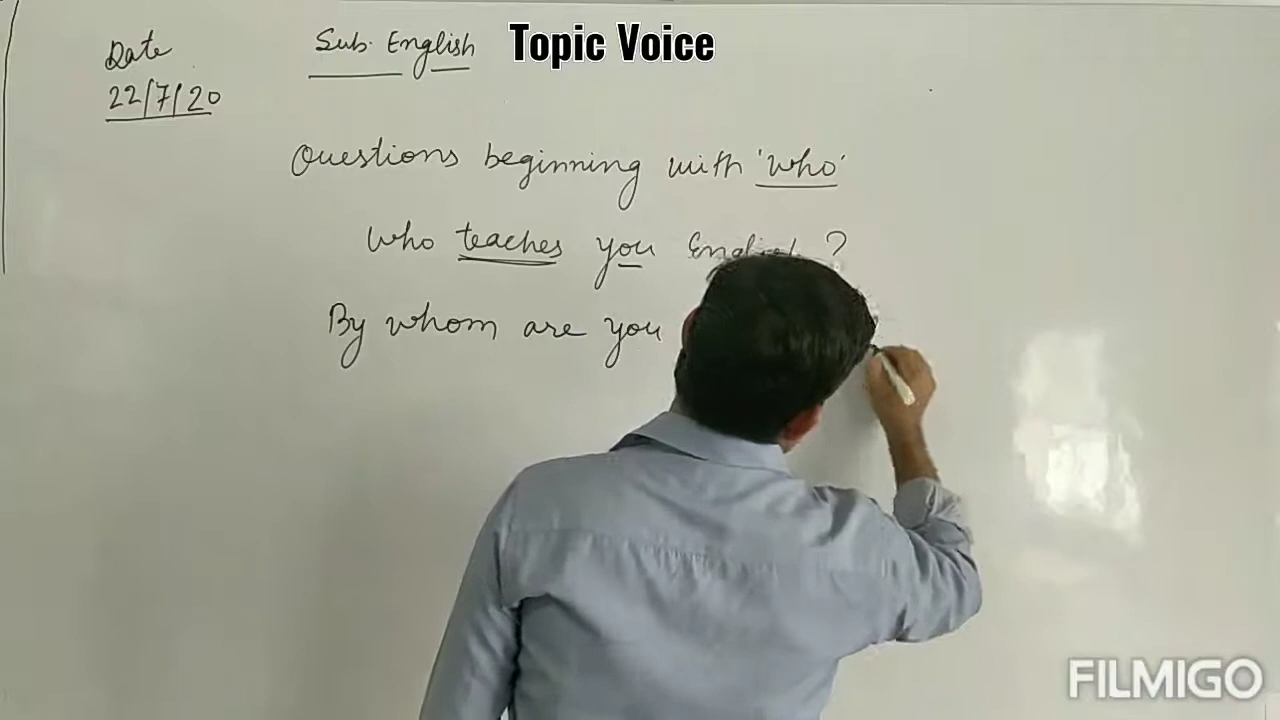 Date
22/7/20
Sub. English
Topic Voice
Questions beginning with 'who'
Who teaches you English ?
By whom are you
FILMIGO